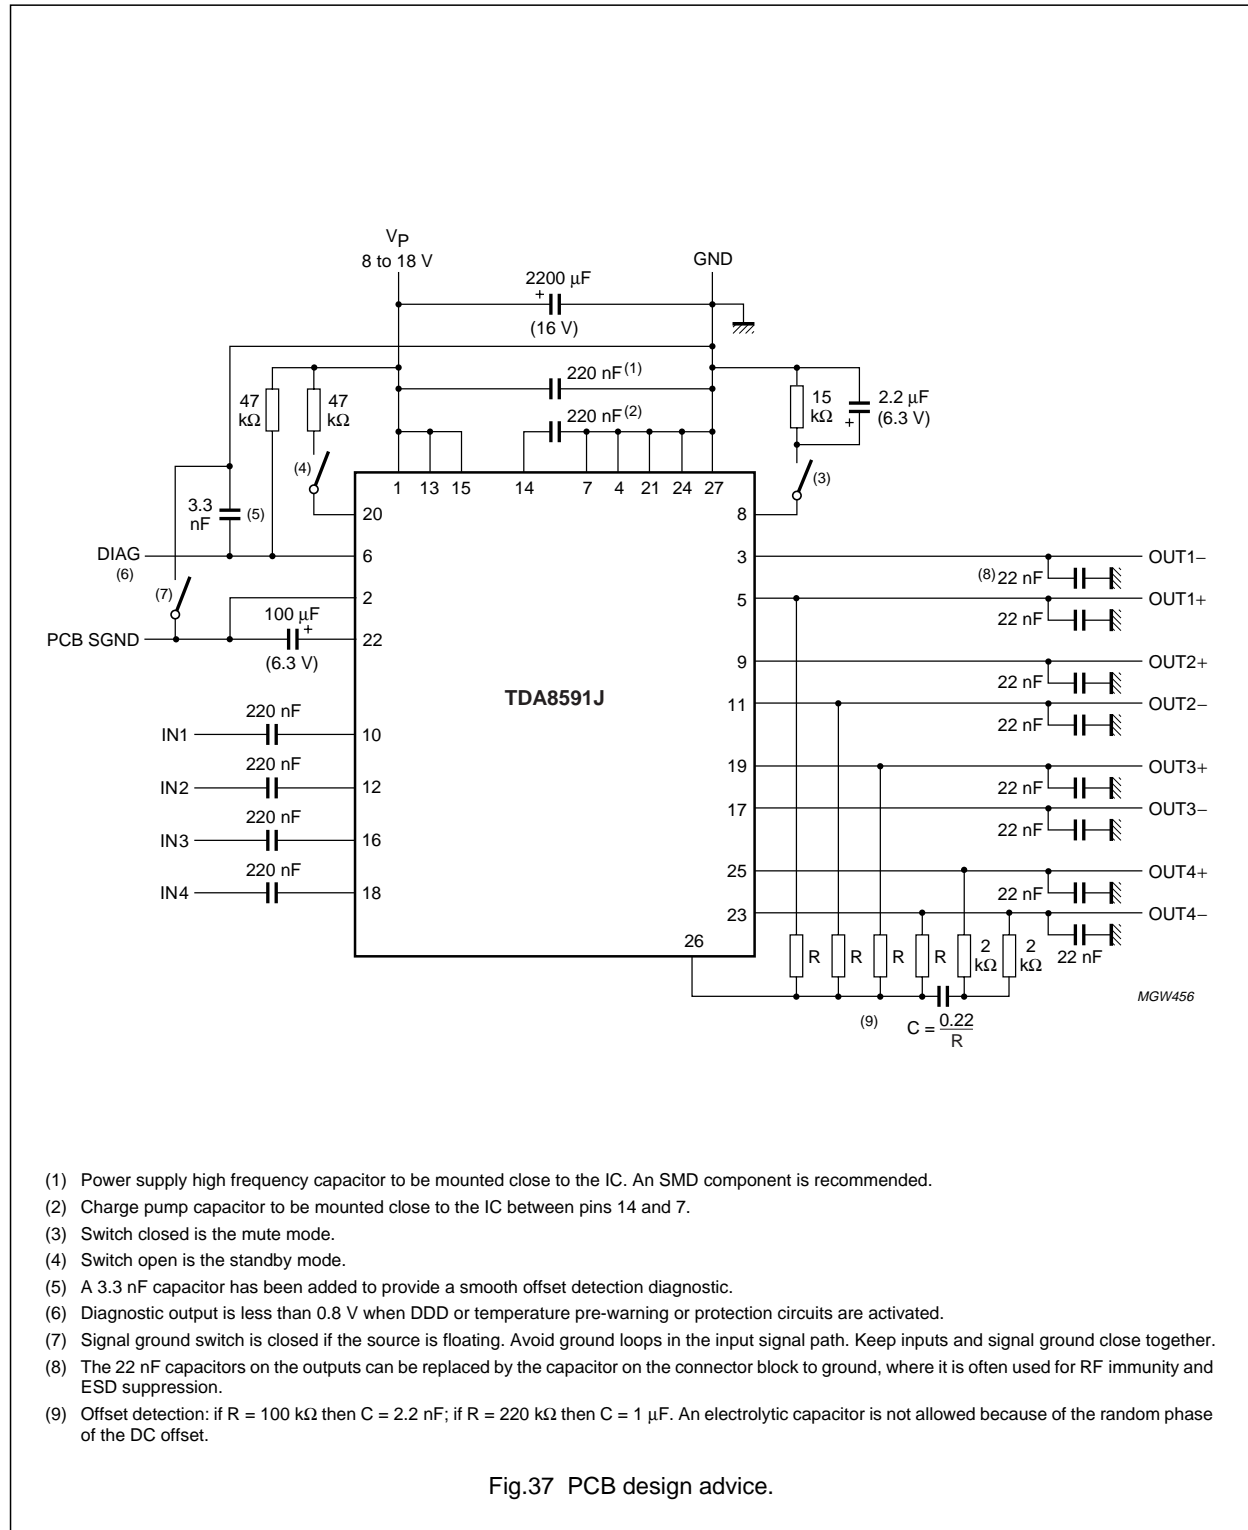 VP
8 to 18 V
GND
2200 μF
+
(16 V)
220 nF(1)
220 nF(2)
47
kΩ
47
kΩ
15
kΩ
2.2 μF
(6.3 V)
+
(4)
(3)
1 13 15 14 7 4 21 24 27
3.3
nF
(5)
20
8
DIAG
(6)
6
3
OUT1−
(8) 22 nF
(7)
2
5
OUT1+
22 nF
100 μF
+
PCB SGND
22
(6.3 V)
9
OUT2+
22 nF
TDA8591J
11
OUT2−
22 nF
220 nF
IN1
10
19
OUT3+
22 nF
220 nF
IN2
12
17
OUT3−
22 nF
220 nF
IN3
16
25
OUT4+
22 nF
220 nF
IN4
18
23
OUT4−
22 nF
26
R R R R 2
kΩ
2
kΩ
MGW456
(9)
C = 0.22
R
(1) Power supply high frequency capacitor to be mounted close to the IC. An SMD component is recommended.
(2) Charge pump capacitor to be mounted close to the IC between pins 14 and 7.
(3) Switch closed is the mute mode.
(4) Switch open is the standby mode.
(5) A 3.3 nF capacitor has been added to provide a smooth offset detection diagnostic.
(6) Diagnostic output is less than 0.8 V when DDD or temperature pre-warning or protection circuits are activated.
(7) Signal ground switch is closed if the source is floating. Avoid ground loops in the input signal path. Keep inputs and signal ground close together.
(8) The 22 nF capacitors on the outputs can be replaced by the capacitor on the connector block to ground, where it is often used for RF immunity and
ESD suppression.
(9) Offset detection: if R = 100 kΩ then C = 2.2 nF; if R = 220 kΩ then C = 1 μF. An electrolytic capacitor is not allowed because of the random phase
of the DC offset.
Fig.37 PCB design advice.